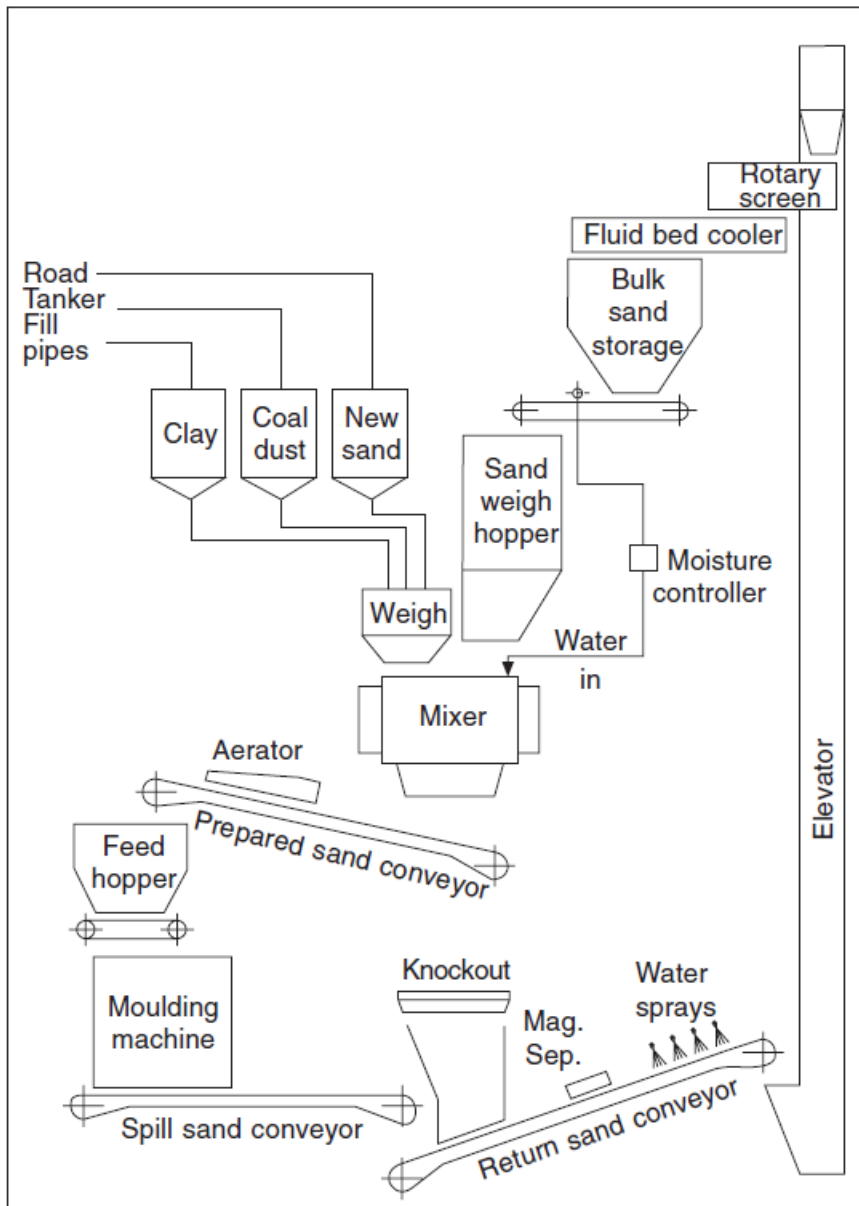 Rotary
screen
Fluid bed cooler
Bulk
sand
storage
Road
Tanker
Fill
pipes
Clay
Coal
dust
New
sand
Sand
weigh
hopper
Moisture
controller
Weigh
Water
in
Mixer
Aerator
Prepared sand conveyor
Elevator
Feed
hopper
Knockout
Water
sprays
Moulding
machine
Mag.
Sep.
Spill sand conveyor
Return sand conveyor